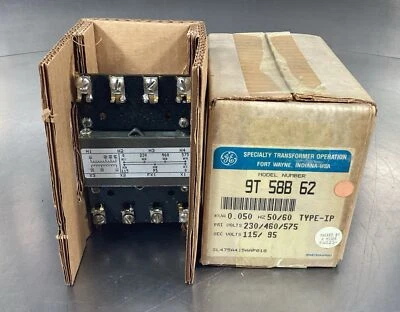 H1 H2 H3 H4
SPECIALTY TRANSFORMER OPERATION
FORT WAYNE, INDIANA-USA
MODEL NUMBER
9T 58B 62
KVA 0.050 HZ 50/60 TYPE-IP
PRI VOLTS 230/460/575
SEC VOLTS 115/ 95